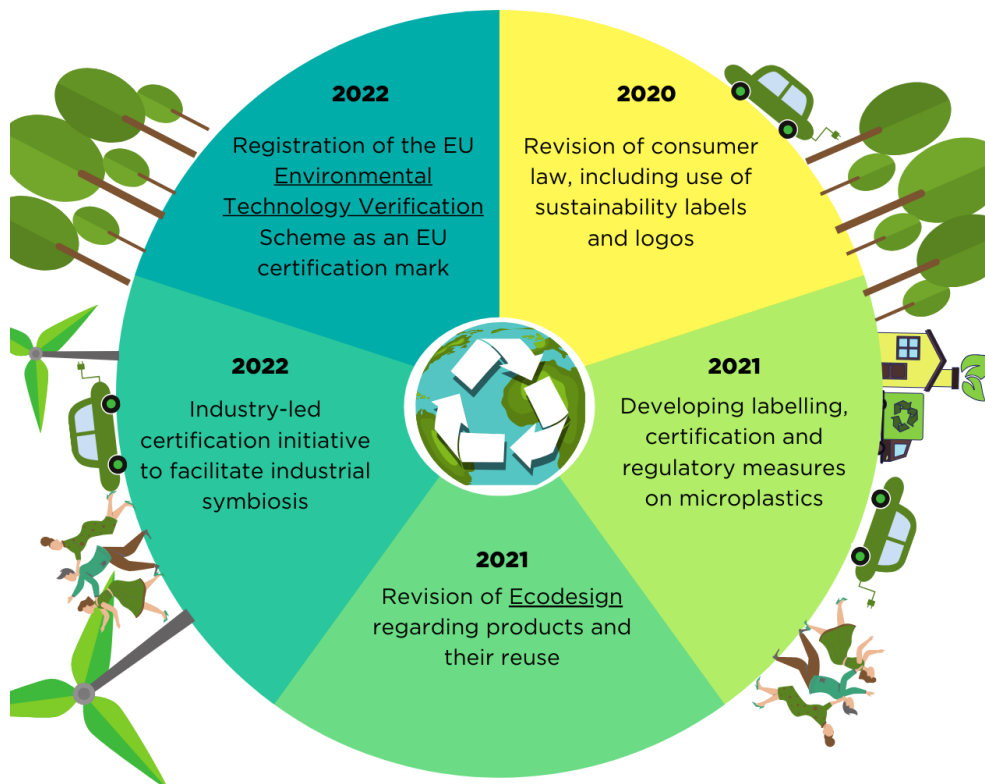 2020
Revision of consumer
law, including use of
sustainability labels
and logos
2021
Developing labelling,
certification and
regulatory measures
on microplastics
2021
Revision of Ecodesign
regarding products and
their reuse
2022
Industry-led
certification initiative
to facilitate industrial
symbiosis
2022
Registration of the EU
Environmental
Technology Verification
Scheme as an EU
certification mark